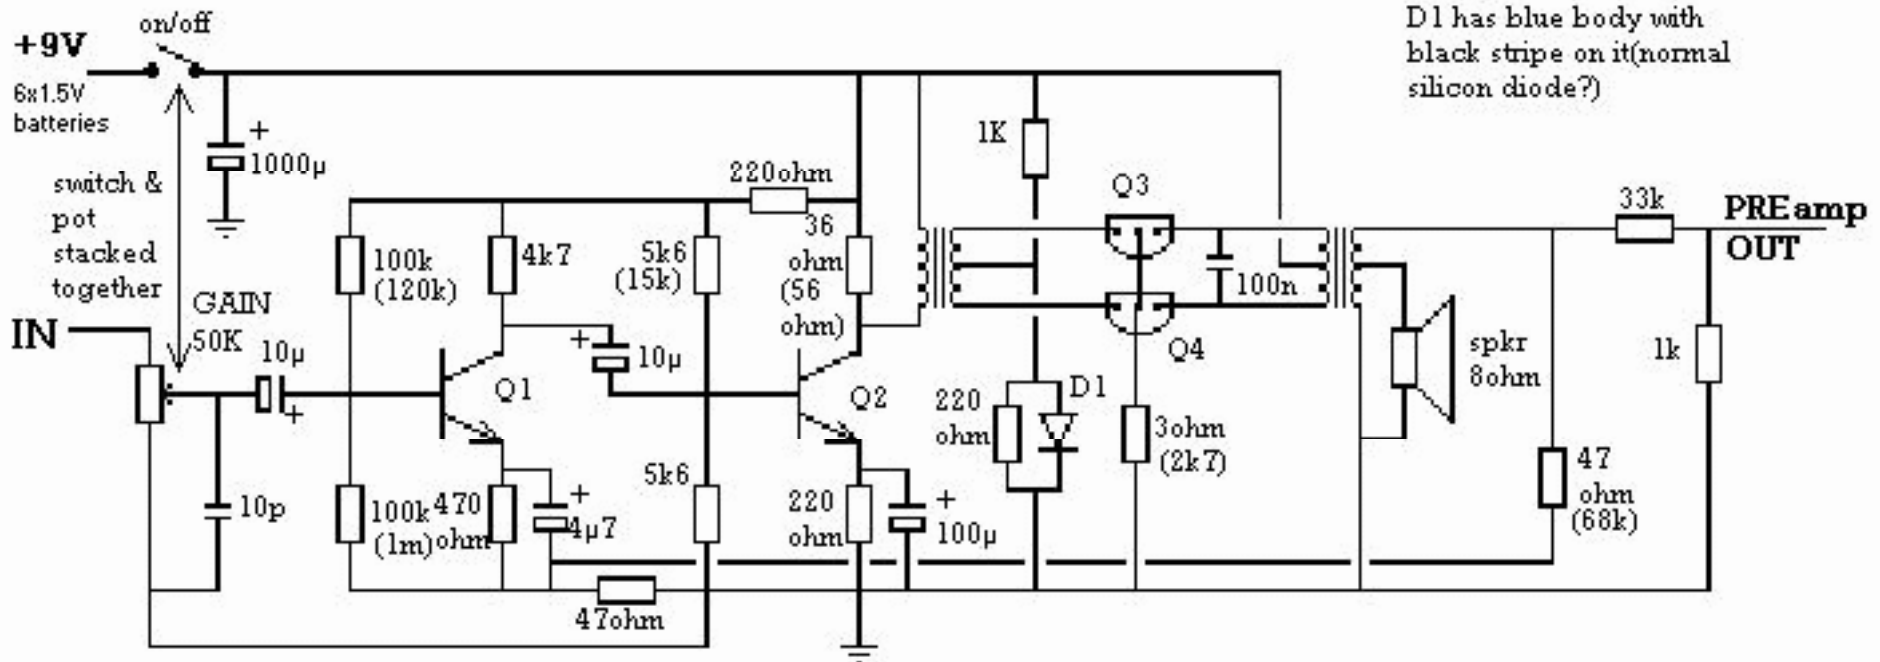 on/off
+9V
6x1.5V
batteries
+
1000µ
switch &
pot
stacked
together
GAIN
50K
IN
10µ
+
10p
100k
(120k)
100k
(1m)
4k7
Q1
470
ohm
+
4µ7
47ohm
+
10µ
5k6
(15k)
5k6
220ohm
36
ohm
(56
ohm)
Q2
220
ohm
+
100µ
1K
220
ohm
D1
Q3
Q4
3ohm
(2k7)
100n
spkr
8ohm
33k
PREamp
OUT
1k
47
ohm
(68k)
D1 has blue body with
black stripe on it(normal
silicon diode?)